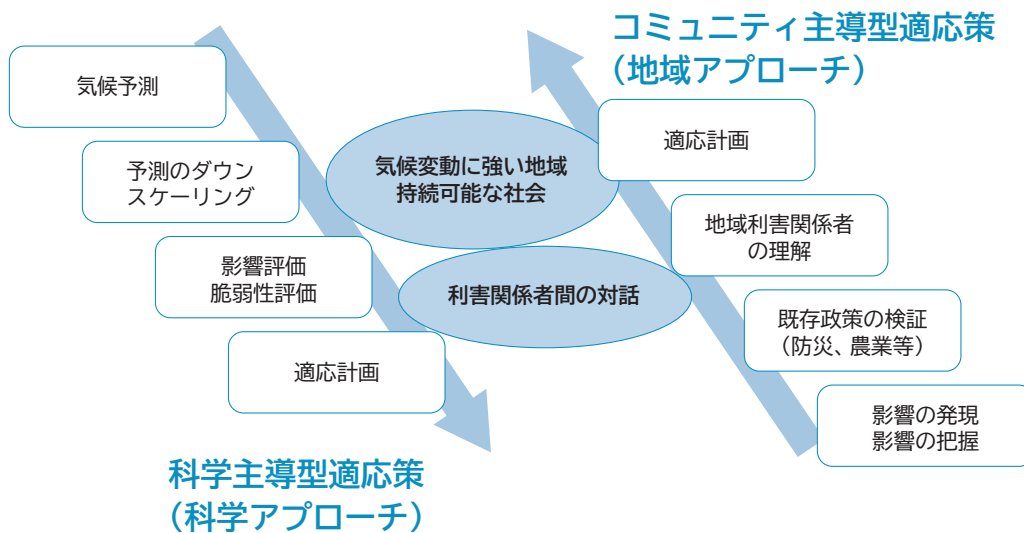 コミュニティ主導型適応策
（地域アプローチ）
気候予測
予測のダウン
スケーリング
影響評価
脆弱性評価
適応計画
科学主導型適応策
（科学アプローチ）
気候変動に強い地域
持続可能な社会
利害関係者間の対話
適応計画
地域利害関係者
の理解
既存政策の検証
（防災、農業等）
影響の発現
影響の把握